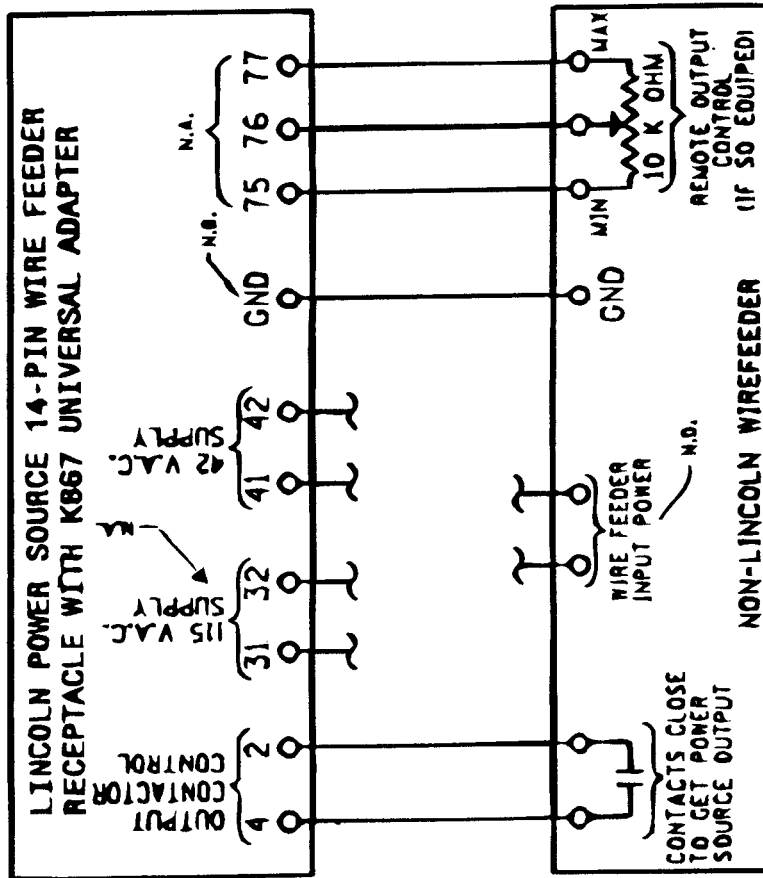 LINCOLN POWER SOURCE 14-PIN WIRE FEEDER
RECEPTACLE WITH K867 UNIVERSAL ADAPTER
OUTPUT
CONTACTOR
CONTROL
4
2
N.A.
115 V.A.C.
SUPPLY
31
32
42 V.A.C.
SUPPLY
41
42
N.B.
GND
N.A.
75
76
77
CONTACTS CLOSE
TO GET POWER
SOURCE OUTPUT
WIRE FEEDER
INPUT POWER
N.D.
GND
MIN
10 K OHM
MAX
REMOTE OUTPUT
CONTROL
(IF SO EQUIPED)
NON-LINCOLN WIREFEEDER